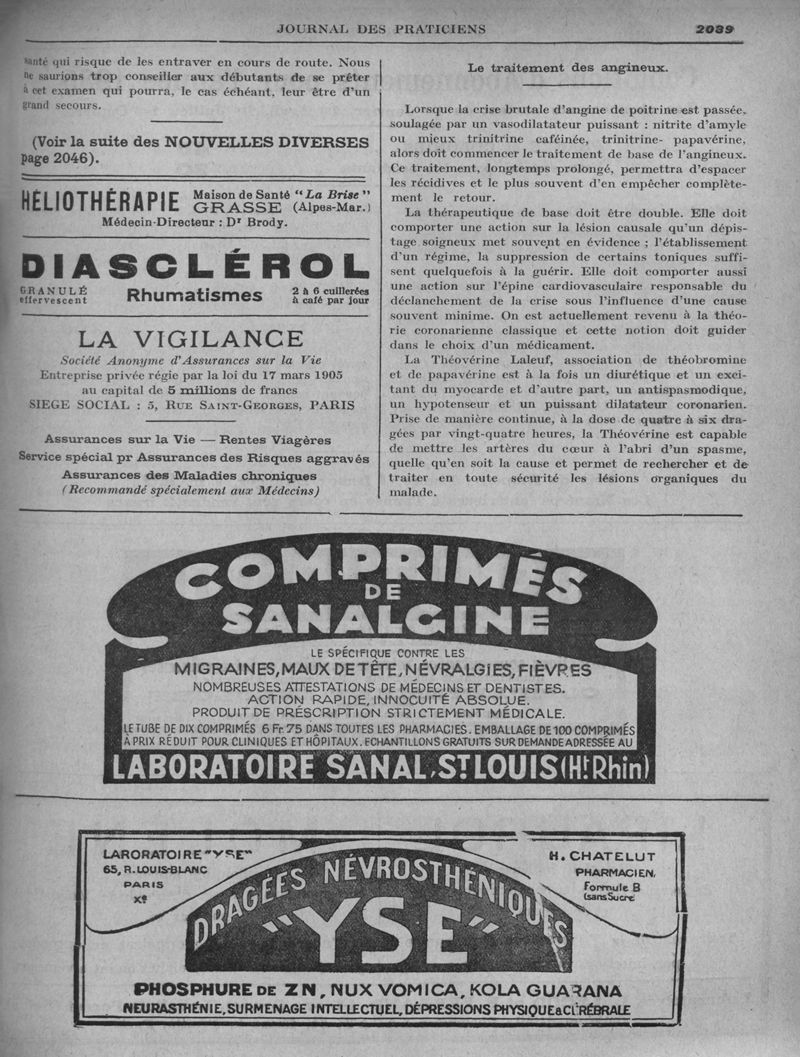 JOURNAL DES PRATICIENS
2039
santé qui risque de les entraver en cours de route. Nous
ne saurions trop conseiller aux débutants de se prêter
à cet examen qui pourra, le cas échéant, leur être d'un
grand secours.
(Voir la suite des NOUVELLES DIVERSES
page 2046).
HÉLIOTHÉRAPIE
Maison de Santé "La Brise"
GRASSE (Alpes-Mar.)
Médecin-Directeur : Dr Brody.
DIASCLÉROL
GRANULÉ
effervescent
Rhumatismes
2 à 6 cuillerées
à café par jour
LA VIGILANCE
Société Anonyme d'Assurances sur la Vie
Entreprise privée régie par la loi du 17 mars 1905
au capital de 5 millions de francs
SIEGE SOCIAL : 5, RUE SAINT-GEORGES, PARIS
Assurances sur la Vie — Rentes Viagères
Service spécial pr Assurances des Risques aggravés
Assurances des Maladies chroniques
(Recommandé spécialement aux Médecins)
Le traitement des angineux.
Lorsque la crise brutale d'angine de poitrine est passée,
soulagée par un vasodilatateur puissant : nitrite d'amyle
ou mieux trinitrine caféinée, trinitrine- papavérine,
alors doit commencer le traitement de base de l'angineux.
Ce traitement, longtemps prolongé, permettra d'espacer
les récidives et le plus souvent d'en empêcher complète-
ment le retour.
La thérapeutique de base doit être double. Elle doit
comporter une action sur la lésion causale qu'un dépis-
tage soigneux met souvent en évidence ; l'établissement
d'un régime, la suppression de certains toniques suffi-
sent quelquefois à la guérir. Elle doit comporter aussi
une action sur l'épine cardiovasculaire responsable du
déclanchement de la crise sous l'influence d'une cause
souvent minime. On est actuellement revenu à la théo-
rie coronarienne classique et cette notion doit guider
dans le choix d'un médicament.
La Théovérine Laleuf, association de théobromine
et de papavérine est à la fois un diurétique et un exci-
tant du myocarde et d'autre part, un antispasmodique,
un hypotenseur et un puissant dilatateur coronarien.
Prise de manière continue, à la dose de quatre à six dra-
gées par vingt-quatre heures, la Théovérine est capable
de mettre les artères du cœur à l'abri d'un spasme,
quelle qu'en soit la cause et permet de rechercher et de
traiter en toute sécurité les lésions organiques du
malade.
COMPRIMÉS
DE
SANALGINE
LE SPÉCIFIQUE CONTRE LES
MIGRAINES, MAUX DE TÊTE, NÉVRALGIES, FIÈVRES
NOMBREUSES ATTESTATIONS DE MÉDECINS ET DENTISTES.
ACTION RAPIDE, INNOCUITÉ ABSOLUE.
PRODUIT DE PRÉSCRIPTION STRICTEMENT MÉDICALE.
LE TUBE DE DIX COMPRIMÉS 6 Fr. 75 DANS TOUTES LES PHARMACIES. EMBALLAGE DE 100 COMPRIMÉS
À PRIX RÉDUIT POUR CLINIQUES ET HÔPITAUX. ECHANTILLONS GRATUITS SUR DEMANDE ADRESSÉE AU
LABORATOIRE SANAL, ST. LOUIS (Ht. Rhin)
LARORATOIRE "YSE"
65, R. LOUIS-BLANC
PARIS
Xe
H. CHATELUT
PHARMACIEN,
Formule B
(sans Sucre)
DRAGÉES NÉVROSTHÉNIQUES
"YSE"
PHOSPHURE DE ZN, NUX VOMICA, KOLA GUARANA
NEURASTHÉNIE, SURMENAGE INTELLECTUEL, DÉPRESSIONS PHYSIQUE & CÉRÉBRALE